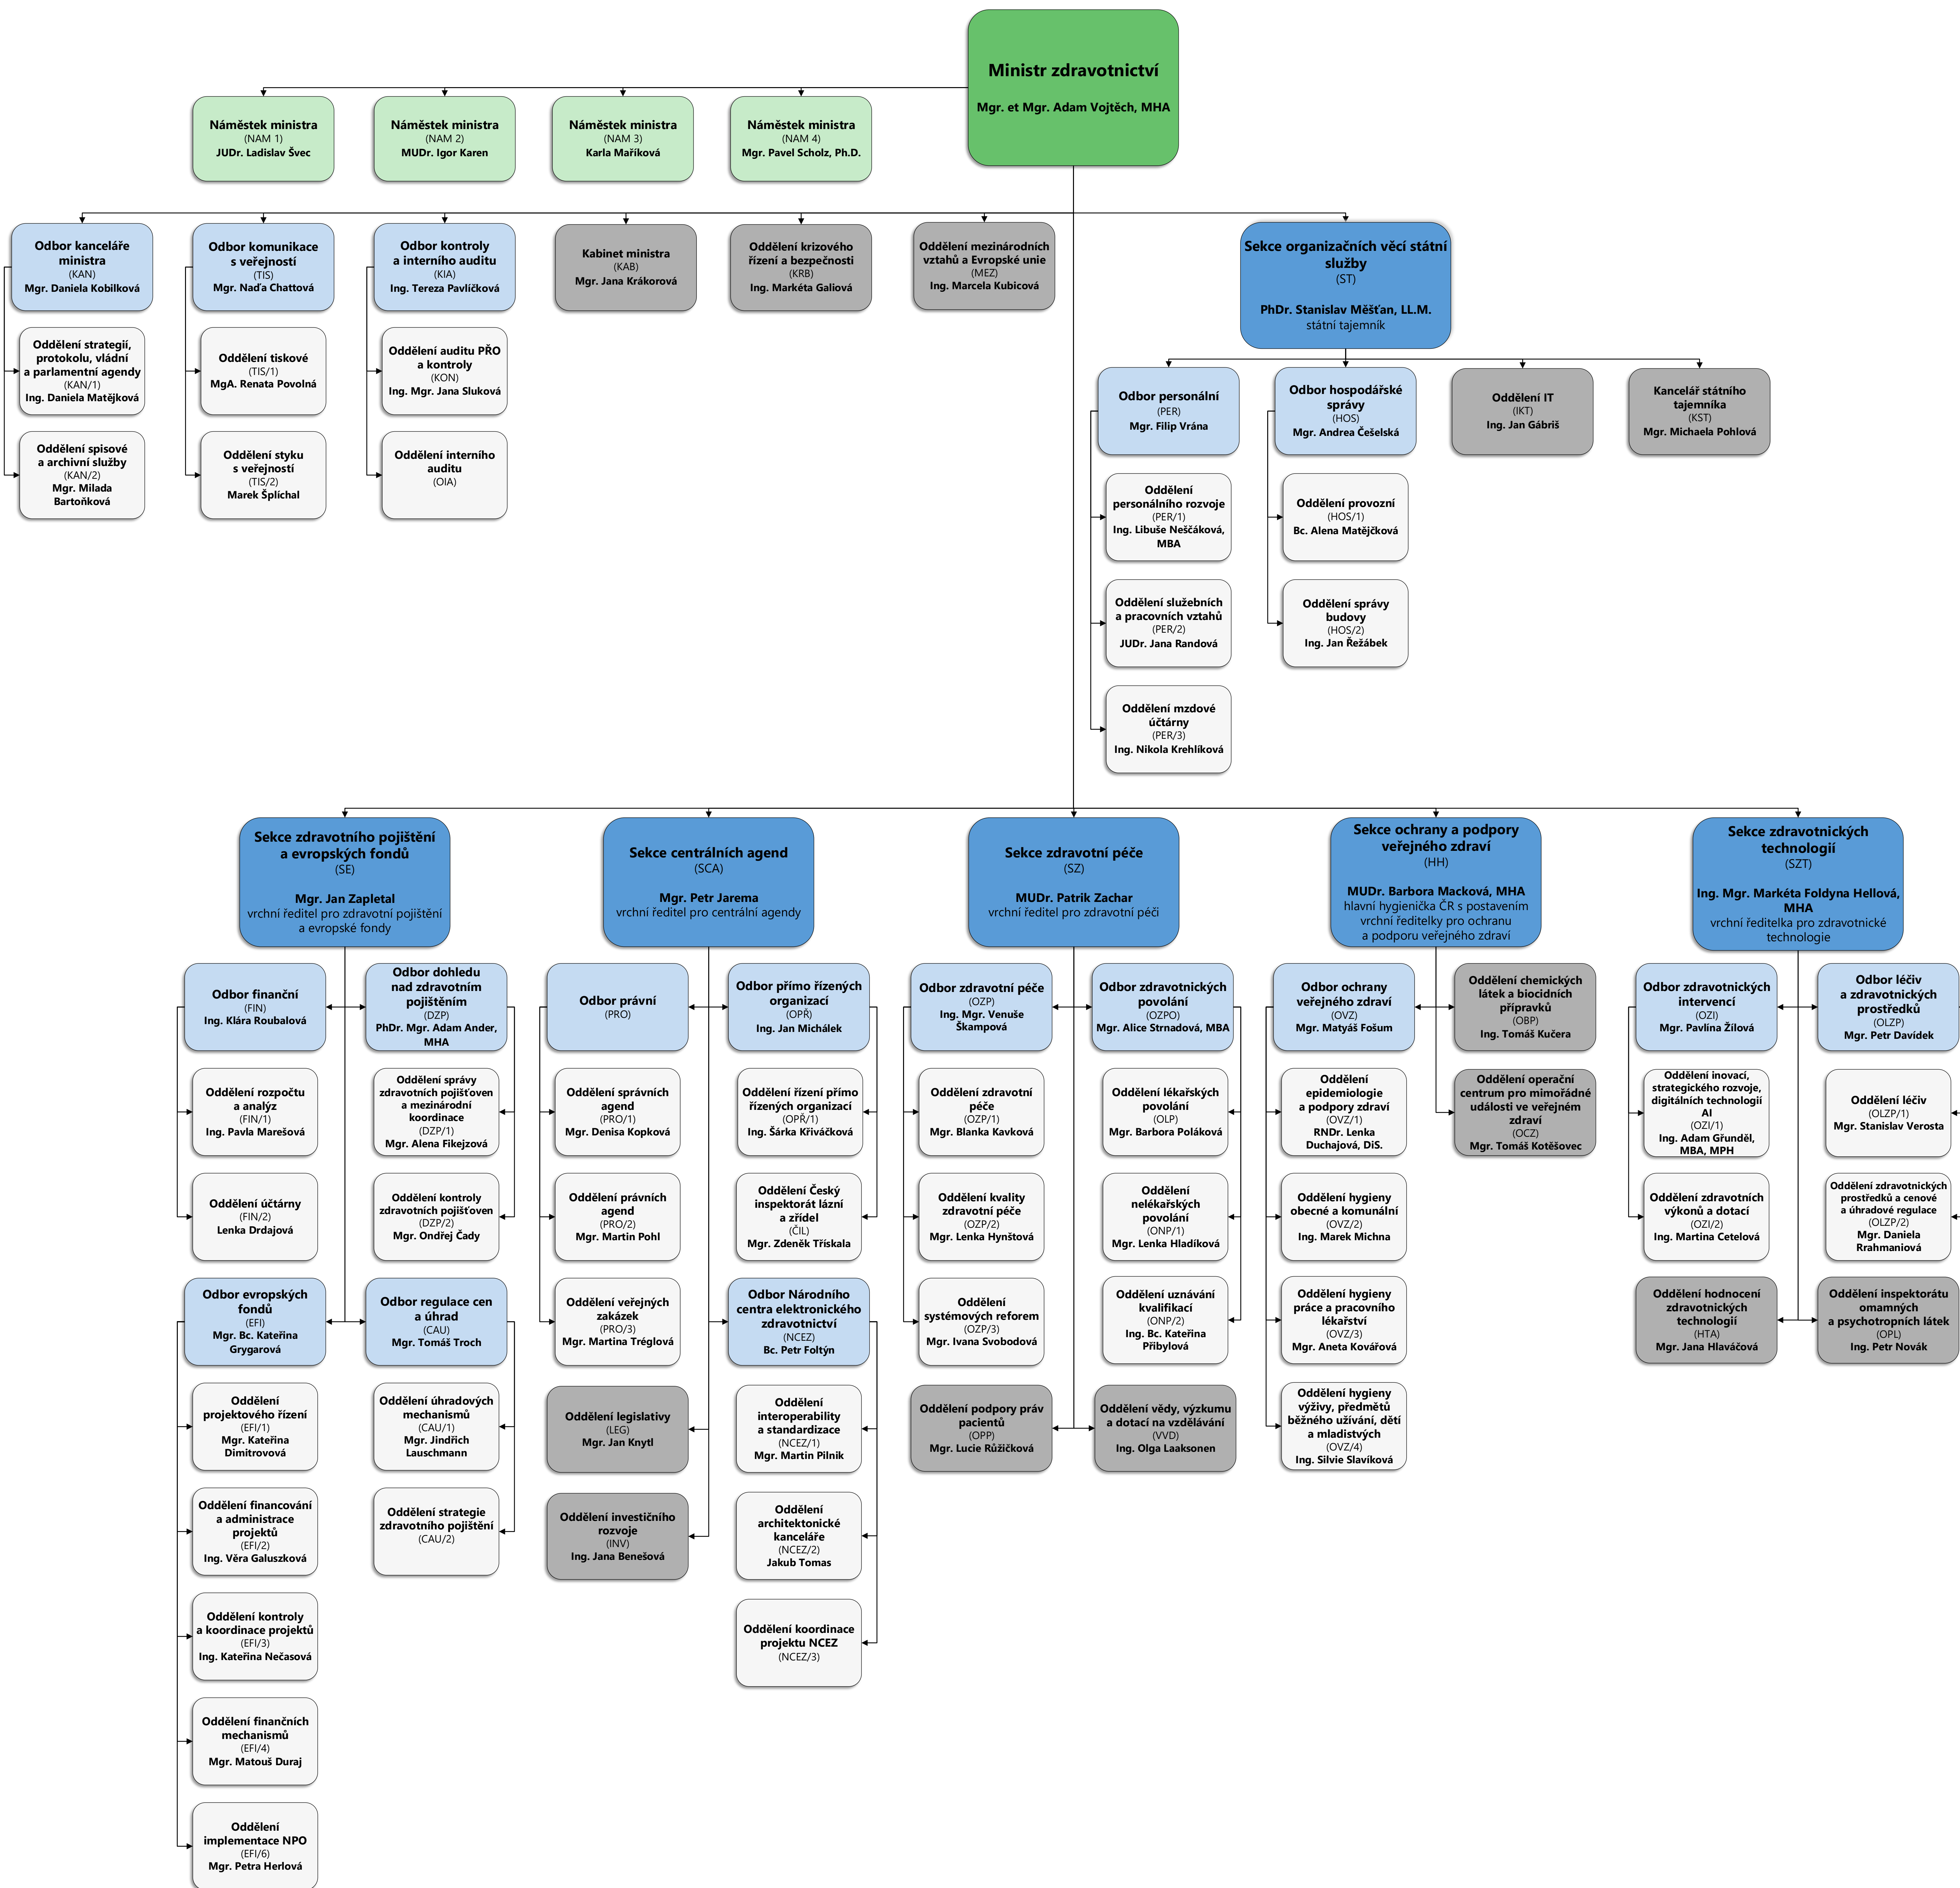 Ministr zdravotnictví
Mgr. et Mgr. Adam Vojtěch, MHA
Náměstek ministra
(NAM 1)
JUDr. Ladislav Švec
Náměstek ministra
(NAM 2)
MUDr. Igor Karen
Náměstek ministra
(NAM 3)
Karla Maříková
Náměstek ministra
(NAM 4)
Mgr. Pavel Scholz, Ph.D.
Odbor kanceláře
ministra
(KAN)
Mgr. Daniela Kobilková
Odbor komunikace
s veřejností
(TIS)
Mgr. Naďa Chattová
Odbor kontroly
a interního auditu
(KIA)
Ing. Tereza Pavlíčková
Kabinet ministra
(KAB)
Mgr. Jana Krákorová
Oddělení krizového
řízení a bezpečnosti
(KRB)
Ing. Markéta Galiová
Oddělení mezinárodních
vztahů a Evropské unie
(MEZ)
Ing. Marcela Kubicová
Sekce organizačních věcí státní
služby
(ST)
PhDr. Stanislav Měšťan, LL.M.
státní tajemník
Oddělení strategií,
protokolu, vládní
a parlamentní agendy
(KAN/1)
Ing. Daniela Matějková
Oddělení tiskové
(TIS/1)
MgA. Renata Povolná
Oddělení auditu PŘO
a kontroly
(KON)
Ing. Mgr. Jana Sluková
Oddělení spisové
a archivní služby
(KAN/2)
Mgr. Milada
Bartoňková
Oddělení styku
s veřejností
(TIS/2)
Marek Šplíchal
Oddělení interního
auditu
(OIA)
Odbor personální
(PER)
Mgr. Filip Vrána
Odbor hospodářské
správy
(HOS)
Mgr. Andrea Češelská
Oddělení IT
(IKT)
Ing. Jan Gábriš
Kancelář státního
tajemníka
(KST)
Mgr. Michaela Pohlová
Oddělení
personálního rozvoje
(PER/1)
Ing. Libuše Neščáková,
MBA
Oddělení provozní
(HOS/1)
Bc. Alena Matějčková
Oddělení služebních
a pracovních vztahů
(PER/2)
JUDr. Jana Randová
Oddělení správy
budovy
(HOS/2)
Ing. Jan Řežábek
Oddělení mzdové
účtárny
(PER/3)
Ing. Nikola Krehlíková
Sekce zdravotního pojištění
a evropských fondů
(SE)
Mgr. Jan Zapletal
vrchní ředitel pro zdravotní pojištění
a evropské fondy
Sekce centrálních agend
(SCA)
Mgr. Petr Jarema
vrchní ředitel pro centrální agendy
Sekce zdravotní péče
(SZ)
MUDr. Patrik Zachar
vrchní ředitel pro zdravotní péči
Sekce ochrany a podpory
veřejného zdraví
(HH)
MUDr. Barbora Macková, MHA
hlavní hygienička ČR s postavením
vrchní ředitelky pro ochranu
a podporu veřejného zdraví
Sekce zdravotnických
technologií
(SZT)
Ing. Mgr. Markéta Foldyna Hellová,
MHA
vrchní ředitelka pro zdravotnické
technologie
Odbor finanční
(FIN)
Ing. Klára Roubalová
Odbor dohledu
nad zdravotním
pojištěním
(DZP)
PhDr. Mgr. Adam Ander,
MHA
Odbor právní
(PRO)
Odbor přímo řízených
organizací
(OPŘ)
Ing. Jan Michálek
Odbor zdravotní péče
(OZP)
Ing. Mgr. Venuše
Škampová
Odbor zdravotnických
povolání
(OZPO)
Mgr. Alice Strnadová, MBA
Odbor ochrany
veřejného zdraví
(OVZ)
Mgr. Matyáš Fošum
Oddělení chemických
látek a biocidních
přípravků
(OBP)
Ing. Tomáš Kučera
Odbor zdravotnických
intervencí
(OZI)
Mgr. Pavlína Žílová
Odbor léčiv
a zdravotnických
prostředků
(OLZP)
Mgr. Petr Davídek
Oddělení rozpočtu
a analýz
(FIN/1)
Ing. Pavla Marešová
Oddělení správy
zdravotních pojišťoven
a mezinárodní
koordinace
(DZP/1)
Mgr. Alena Fikejzová
Oddělení správních
agend
(PRO/1)
Mgr. Denisa Kopková
Oddělení řízení přímo
řízených organizací
(OPŘ/1)
Ing. Šárka Křiváčková
Oddělení zdravotní
péče
(OZP/1)
Mgr. Blanka Kavková
Oddělení lékařských
povolání
(OLP)
Mgr. Barbora Poláková
Oddělení
epidemiologie
a podpory zdraví
(OVZ/1)
RNDr. Lenka
Duchajová, DiS.
Oddělení operační
centrum pro mimořádné
události ve veřejném
zdraví
(OCZ)
Mgr. Tomáš Kotěšovec
Oddělení inovací,
strategického rozvoje,
digitálních technologií
AI
(OZI/1)
Ing. Adam Gřunděl,
MBA, MPH
Oddělení léčiv
(OLZP/1)
Mgr. Stanislav Verosta
Oddělení účtárny
(FIN/2)
Lenka Drdajová
Oddělení kontroly
zdravotních pojišťoven
(DZP/2)
Mgr. Ondřej Čady
Oddělení právních
agend
(PRO/2)
Mgr. Martin Pohl
Oddělení Český
inspektorát lázní
a zřídel
(ČIL)
Mgr. Zdeněk Třískala
Oddělení kvality
zdravotní péče
(OZP/2)
Mgr. Lenka Hynštová
Oddělení
nelékařských
povolání
(ONP/1)
Mgr. Lenka Hladíková
Oddělení hygieny
obecné a komunální
(OVZ/2)
Ing. Marek Michna
Oddělení zdravotních
výkonů a dotací
(OZI/2)
Ing. Martina Cetelová
Oddělení zdravotnických
prostředků a cenové
a úhradové regulace
(OLZP/2)
Mgr. Daniela
Rrahmaniová
Odbor evropských
fondů
(EFI)
Mgr. Bc. Kateřina
Grygarová
Odbor regulace cen
a úhrad
(CAU)
Mgr. Tomáš Troch
Oddělení veřejných
zakázek
(PRO/3)
Mgr. Martina Tréglová
Odbor Národního
centra elektronického
zdravotnictví
(NCEZ)
Bc. Petr Foltýn
Oddělení
systémových reforem
(OZP/3)
Mgr. Ivana Svobodová
Oddělení uznávání
kvalifikací
(ONP/2)
Ing. Bc. Kateřina
Přibylová
Oddělení hygieny
práce a pracovního
lékařství
(OVZ/3)
Mgr. Aneta Kovářová
Oddělení hodnocení
zdravotnických
technologií
(HTA)
Mgr. Jana Hlaváčová
Oddělení inspektorátu
omamných
a psychotropních látek
(OPL)
Ing. Petr Novák
Oddělení
projektového řízení
(EFI/1)
Mgr. Kateřina
Dimitrovová
Oddělení úhradových
mechanismů
(CAU/1)
Mgr. Jindřich
Lauschmann
Oddělení legislativy
(LEG)
Mgr. Jan Knytl
Oddělení
interoperability
a standardizace
(NCEZ/1)
Mgr. Martin Pilnik
Oddělení podpory práv
pacientů
(OPP)
Mgr. Lucie Růžičková
Oddělení vědy, výzkumu
a dotací na vzdělávání
(VVD)
Ing. Olga Laaksonen
Oddělení hygieny
výživy, předmětů
běžného užívání, dětí
a mladistvých
(OVZ/4)
Ing. Silvie Slavíková
Oddělení financování
a administrace
projektů
(EFI/2)
Ing. Věra Galuszková
Oddělení strategie
zdravotního pojištění
(CAU/2)
Oddělení investičního
rozvoje
(INV)
Ing. Jana Benešová
Oddělení
architektonické
kanceláře
(NCEZ/2)
Jakub Tomas
Oddělení kontroly
a koordinace projektů
(EFI/3)
Ing. Kateřina Nečasová
Oddělení koordinace
projektu NCEZ
(NCEZ/3)
Oddělení finančních
mechanismů
(EFI/4)
Mgr. Matouš Duraj
Oddělení
implementace NPO
(EFI/6)
Mgr. Petra Herlová